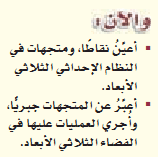 والآن:
▪ أعيّن نقاطًا، ومتجهات في
النظام الإحداثي الثلاثي
الأبعاد.
▪ أعبّر عن المتجهات جبريًّا،
وأجري العمليات عليها في
الفضاء الثلاثي الأبعاد.